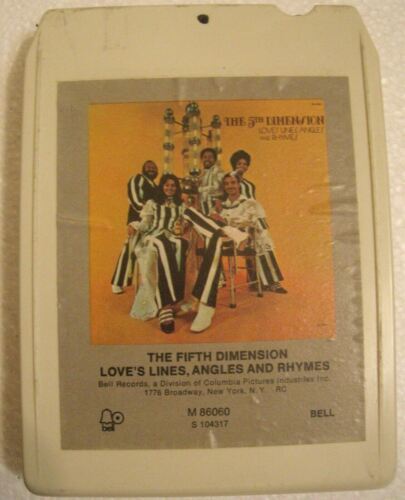 THE 5TH DIMENSION
LOVE'S LINES, ANGLES
AND RHYMES
THE FIFTH DIMENSION
LOVE'S LINES, ANGLES AND RHYMES
Bell Records, a Division of Columbia Pictures Industries Inc.
1776 Broadway, New York, N. Y. RC
bell
M 86060
BELL
S 104317